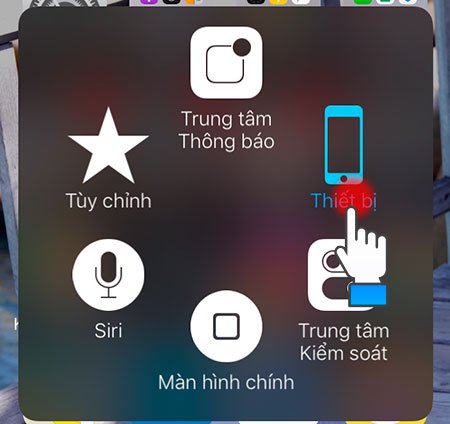 Trung tâm
Thông báo
Tùy chỉnh
Thiết bị
Siri
Trung tâm
Kiểm soát
Màn hình chính